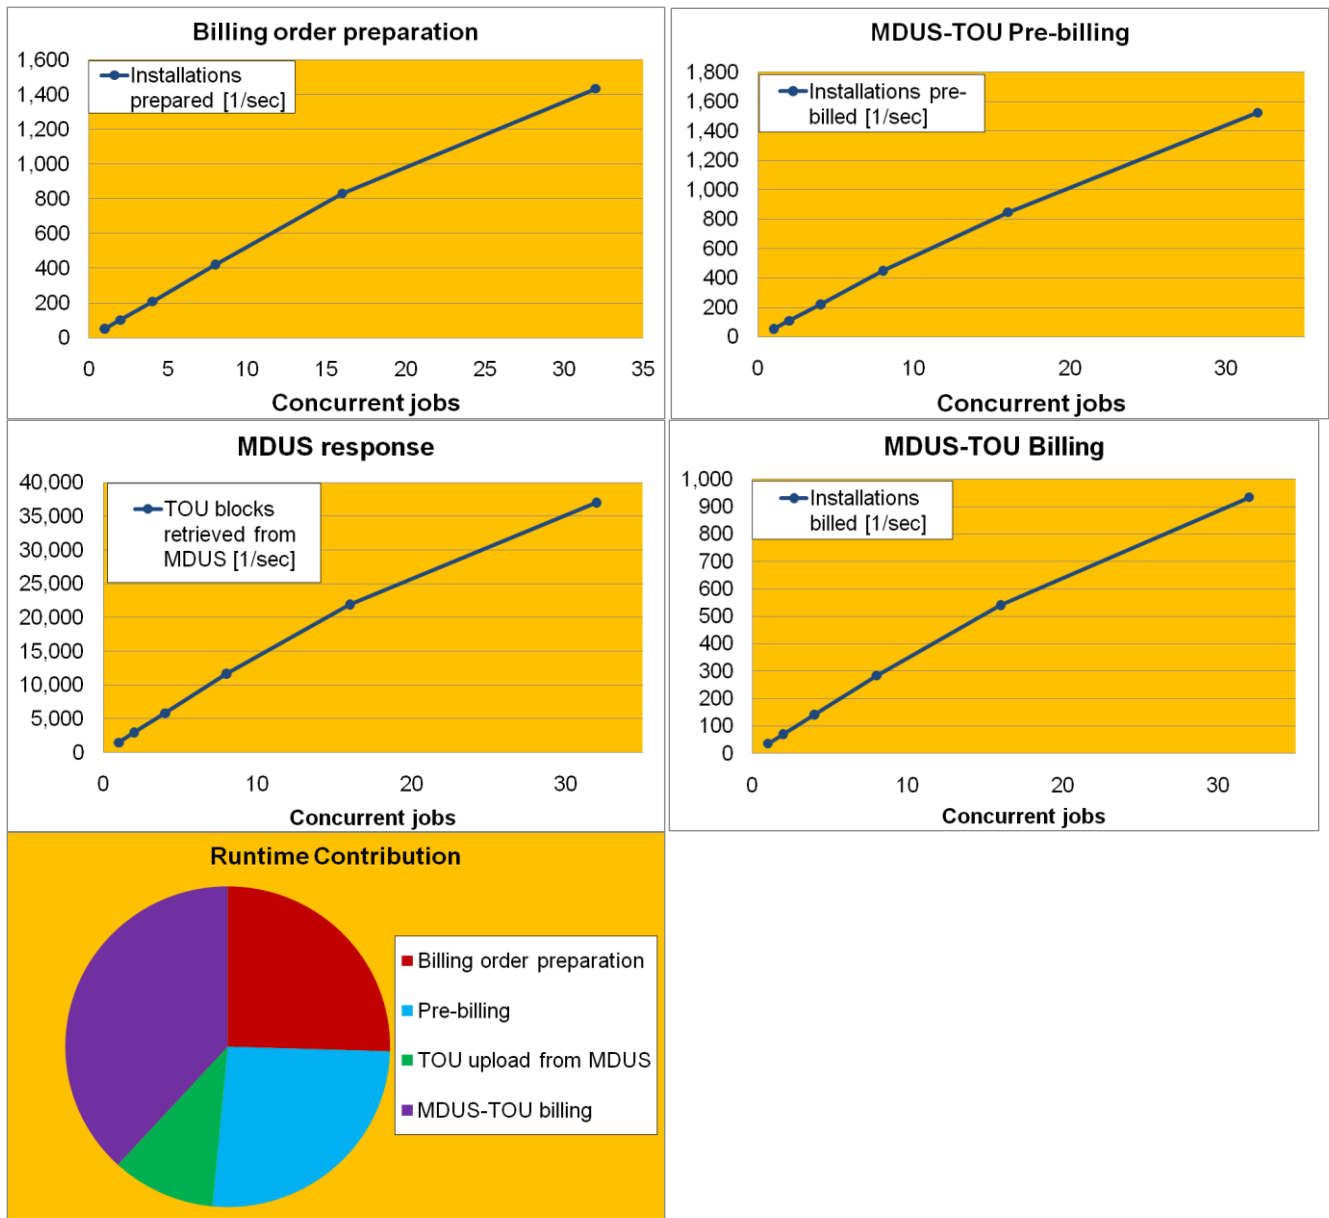 Billing order preparation
1,600
1,400
1,200
1,000
800
600
400
200
0
Installations
prepared [1/sec]
0 5 10 15 20 25 30 35
Concurrent jobs
MDUS-TOU Pre-billing
1,800
1,600
1,400
1,200
1,000
800
600
400
200
0
Installations pre-
billed [1/sec]
0 10 20 30
Concurrent jobs
MDUS response
40,000
35,000
30,000
25,000
20,000
15,000
10,000
5,000
0
TOU blocks
retrieved from
MDUS [1/sec]
0 10 20 30
Concurrent jobs
MDUS-TOU Billing
1,000
900
800
700
600
500
400
300
200
100
0
Installations
billed [1/sec]
0 10 20 30
Concurrent jobs
Runtime Contribution
Billing order preparation
Pre-billing
TOU upload from MDUS
MDUS-TOU billing